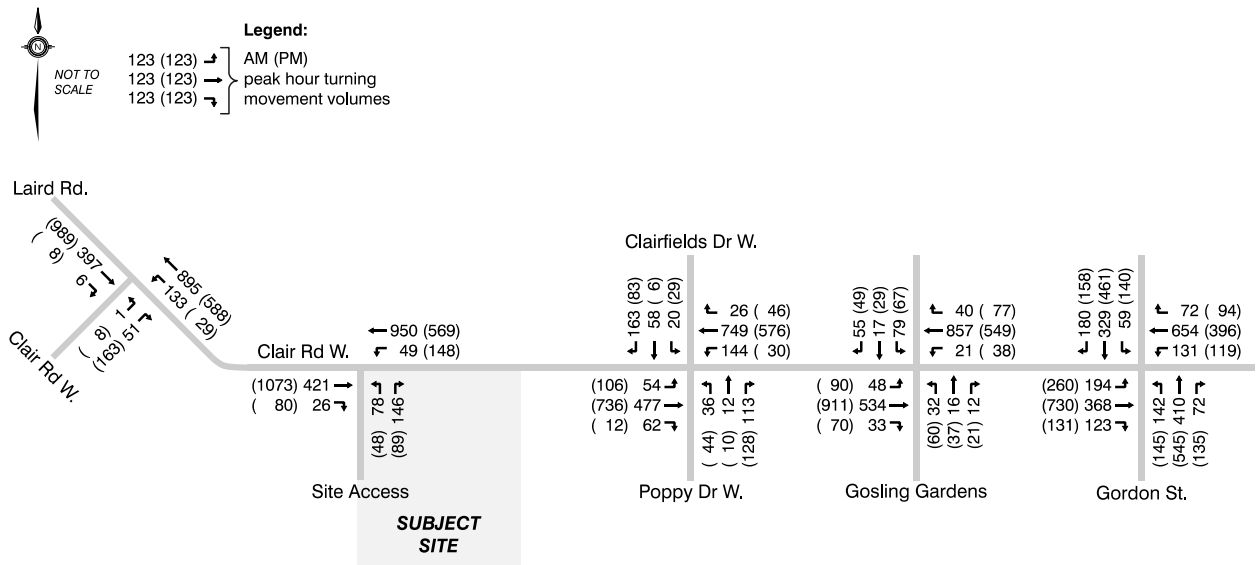 N
NOT TO
SCALE
Legend:
123 (123) AM (PM)
123 (123) peak hour turning
123 (123) movement volumes
Laird Rd.
(989) 397
( 8) 6
895 (588)
133 ( 29)
( 8) 1
(163) 51
Clair Rd W.
Clair Rd W.
950 (569)
49 (148)
(1073) 421
( 80) 26
(48) 78
(89) 146
Site Access
SUBJECT
SITE
Clairfields Dr W.
163 (83)
58 ( 6)
20 (29)
26 ( 46)
749 (576)
144 ( 30)
(106) 54
(736) 477
( 12) 62
( 44) 36
( 10) 12
(128) 113
Poppy Dr W.
55 (49)
17 (29)
79 (67)
40 ( 77)
857 (549)
21 ( 38)
( 90) 48
(911) 534
( 70) 33
(60) 32
(37) 16
(21) 12
Gosling Gardens
180 (158)
329 (461)
59 (140)
72 ( 94)
654 (396)
131 (119)
(260) 194
(730) 368
(131) 123
(145) 142
(545) 410
(135) 72
Gordon St.